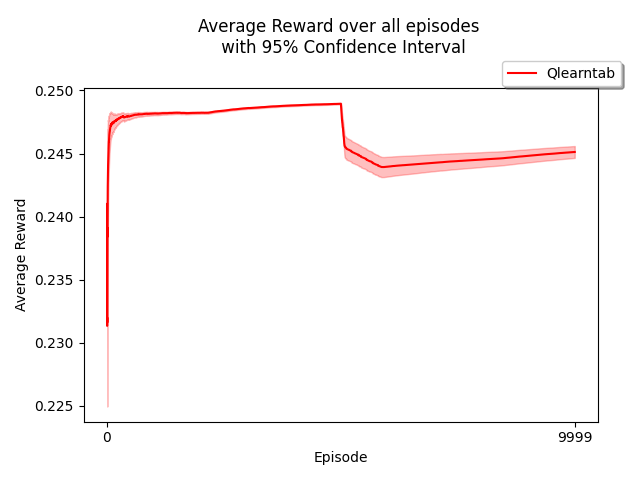 Average Reward over all episodes
with 95% Confidence Interval
Qlearntab
0.250
0.245
0.240
0.235
0.230
0.225
Average Reward
0
9999
Episode